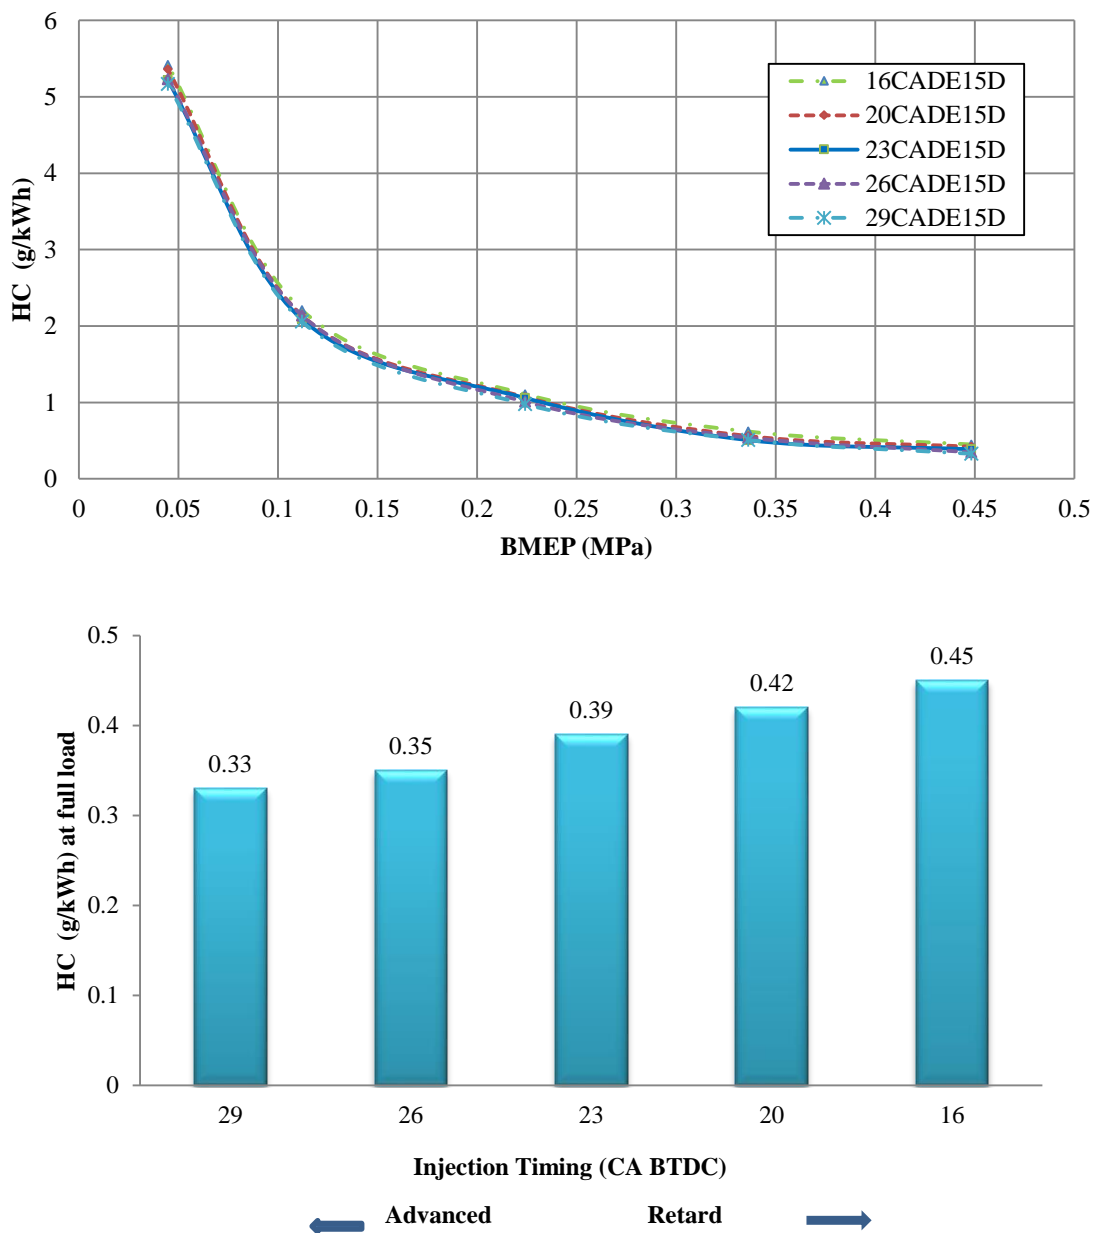 6
5
4
3
2
1
0
HC (g/kWh)
16CADE15D
20CADE15D
23CADE15D
26CADE15D
29CADE15D
0 0.05 0.1 0.15 0.2 0.25 0.3 0.35 0.4 0.45 0.5
BMEP (MPa)
0.5
0.4
0.3
0.2
0.1
0
HC (g/kWh) at full load
0.33 0.35 0.39 0.42 0.45
29 26 23 20 16
Injection Timing (CA BTDC)
Advanced Retard